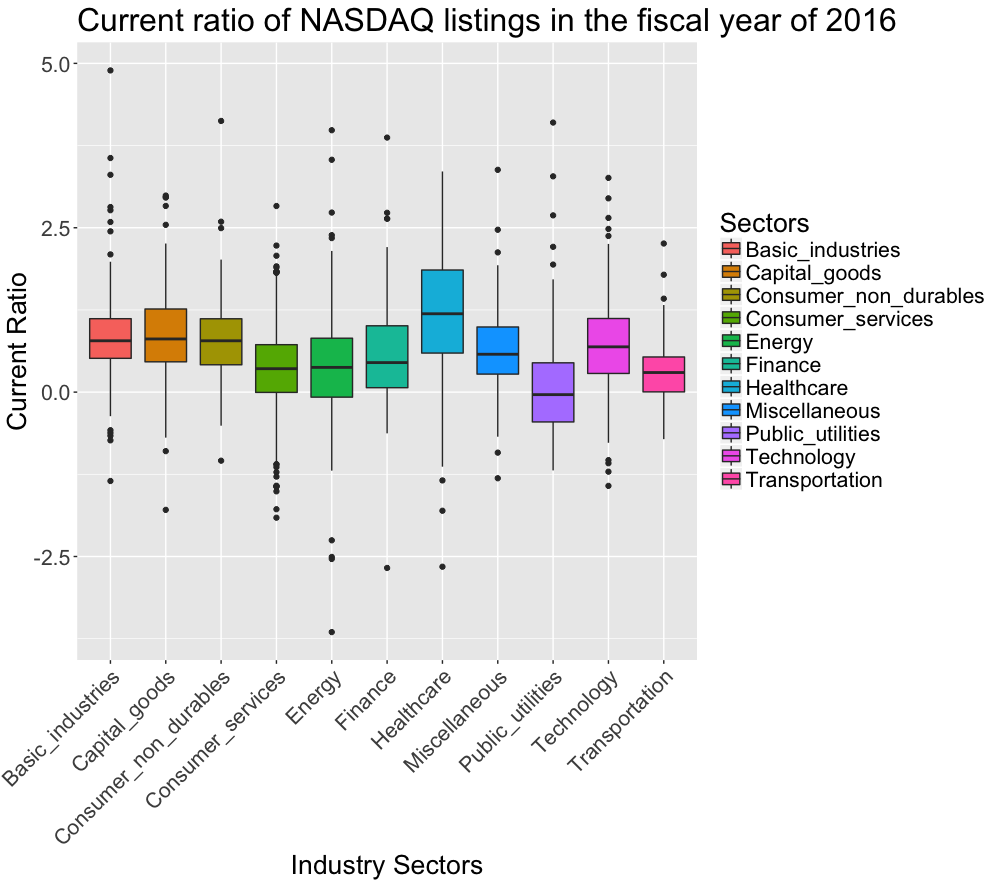 Current ratio of NASDAQ listings in the fiscal year of 2016
Current Ratio
5.0
2.5
0.0
-2.5
Basic_industries
Capital_goods
Consumer_non_durables
Consumer_services
Energy
Finance
Healthcare
Miscellaneous
Public_utilities
Technology
Transportation
Industry Sectors
Sectors
Basic_industries
Capital_goods
Consumer_non_durables
Consumer_services
Energy
Finance
Healthcare
Miscellaneous
Public_utilities
Technology
Transportation